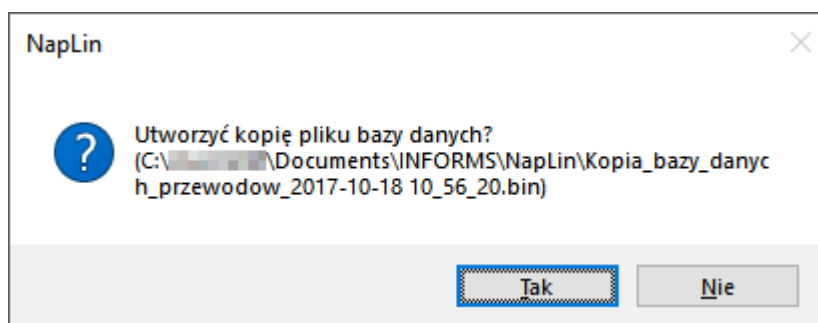 NapLin
Utworzyć kopię pliku bazy danych?
(C:\ \Documents\INFORMS\NapLin\Kopia_bazy_danyc
h_przewodow_2017-10-18 10_56_20.bin)
Tak Nie